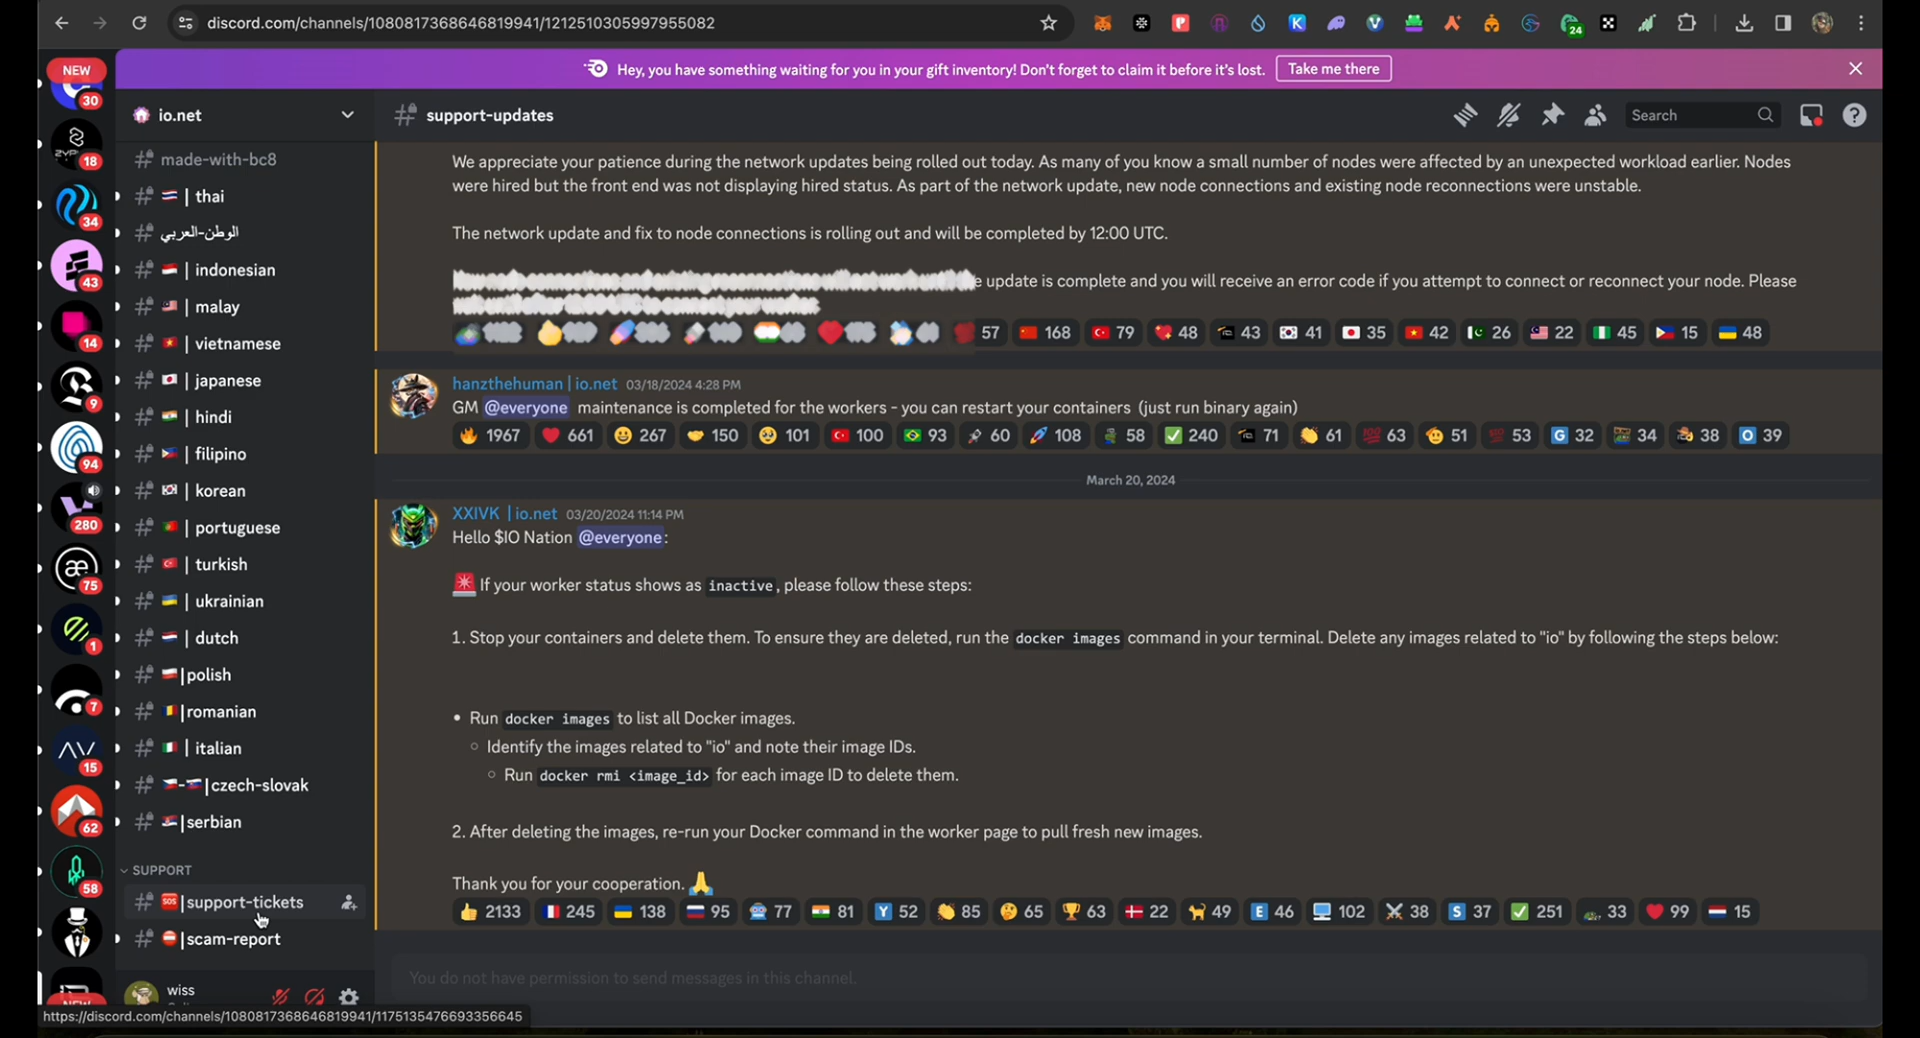 discord.com/channels/1080817368646819941/1212510305997955082
24
Hey, you have something waiting for you in your gift inventory! Don't forget to claim it before it's lost. Take me there
NEW
30
18
34
43
14
9
94
280
75
1
7
15
62
58
NEW
io.net
made-with-bc8
| thai
الوطن-العربي
| indonesian
| malay
| vietnamese
| japanese
| hindi
| filipino
| korean
| portuguese
| turkish
| ukrainian
| dutch
|polish
|romanian
| italian
-|czech-slovak
|serbian
SUPPORT
|support-tickets
|scam-report
wiss
https://discord.com/channels/1080817368646819941/1175135476693356645
support-updates
Search
We appreciate your patience during the network updates being rolled out today. As many of you know a small number of nodes were affected by an unexpected workload earlier. Nodes
were hired but the front end was not displaying hired status. As part of the network update, new node connections and existing node reconnections were unstable.
The network update and fix to node connections is rolling out and will be completed by 12:00 UTC.
update is complete and you will receive an error code if you attempt to connect or reconnect your node. Please
57 168 79 48 43 41 35 42 26 22 45 15 48
hanzthehuman | io.net 03/18/2024 4:28 PM
GM @everyone maintenance is completed for the workers - you can restart your containers (just run binary again)
1967 661 267 150 101 100 93 60 108 58 240 71 61 63 51 53 G 32 34 38 O 39
March 20, 2024
XXIVK | io.net 03/20/2024 11:14 PM
Hello $IO Nation @everyone:
If your worker status shows as inactive, please follow these steps:
1. Stop your containers and delete them. To ensure they are deleted, run the docker images command in your terminal. Delete any images related to "io" by following the steps below:
• Run docker images to list all Docker images.
◦ Identify the images related to "io" and note their image IDs.
◦ Run docker rmi <image_id> for each image ID to delete them.
2. After deleting the images, re-run your Docker command in the worker page to pull fresh new images.
Thank you for your cooperation.
2133 245 138 95 77 81 Y 52 85 65 63 22 49 E 46 102 38 S 37 251 33 99 15
You do not have permission to send messages in this channel.